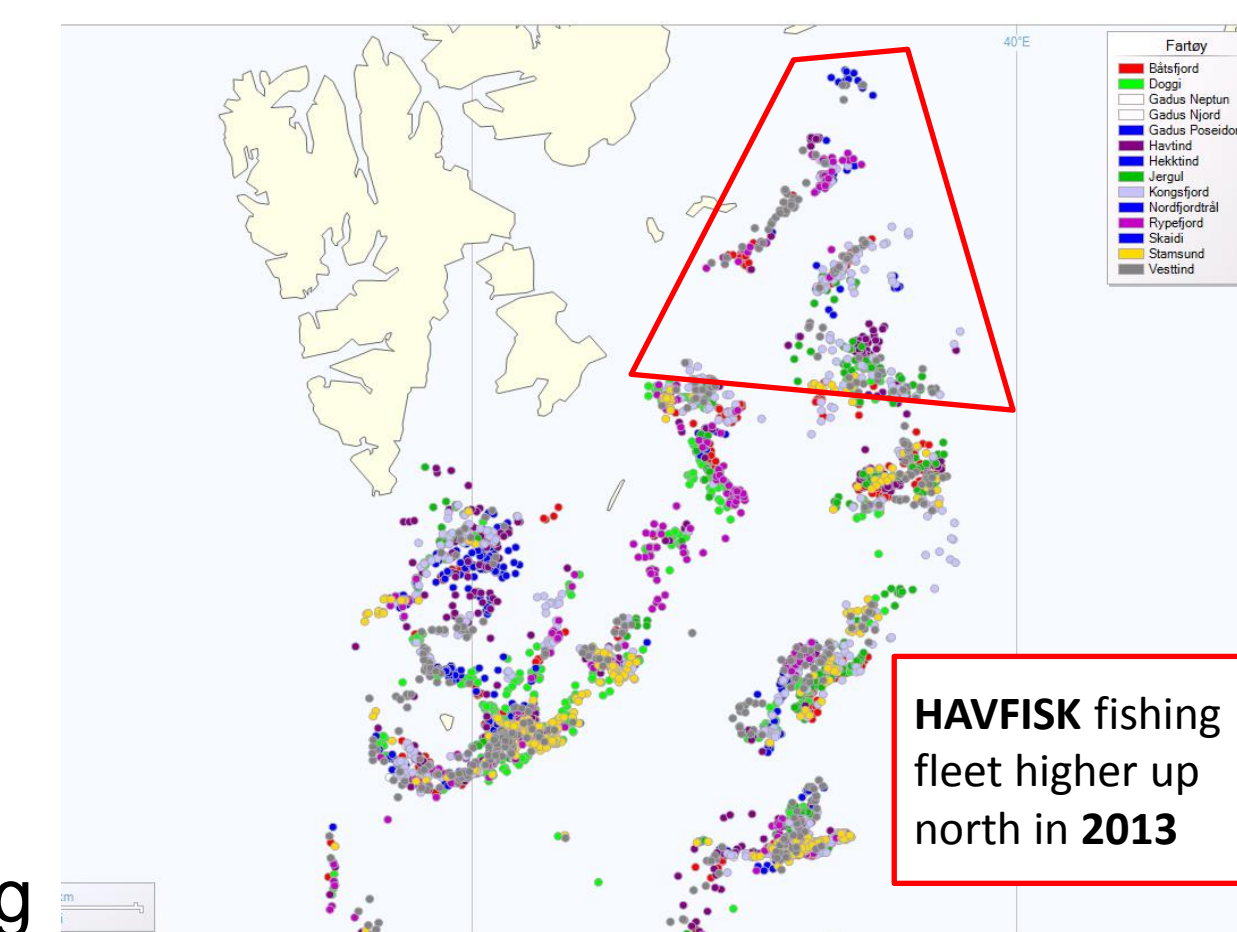 40°E
Fartøy
Båtsfjord
Doggi
Gadus Neptun
Gadus Njord
Gadus Poseidon
Havtind
Hekktind
Jergul
Kongsfjord
Nordfjordtrål
Rypefjord
Skaidi
Stamsund
Vesttind
HAVFISK fishing
fleet higher up
north in 2013
g
km